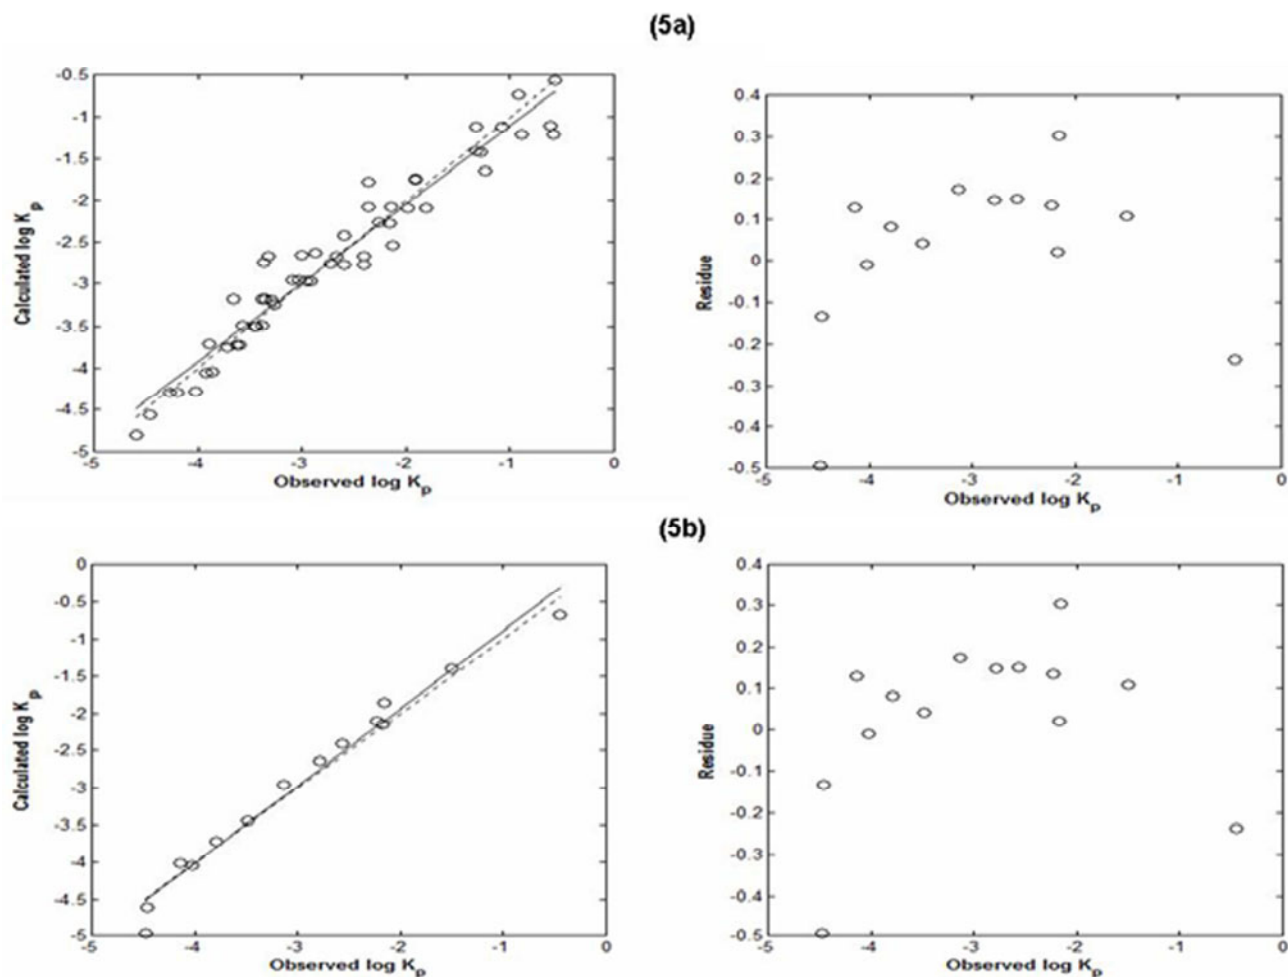 (5a)
-0.5
-1
-1.5
-2
-2.5
-3
-3.5
-4
-4.5
-5
-5 -4 -3 -2 -1 0
Calculated log Kp
Observed log Kp
0.4
0.3
0.2
0.1
0
-0.1
-0.2
-0.3
-0.4
-0.5
-5 -4 -3 -2 -1 0
Residue
Observed log Kp
(5b)
0
-0.5
-1
-1.5
-2
-2.5
-3
-3.5
-4
-4.5
-5
-5 -4 -3 -2 -1 0
Calculated log Kp
Observed log Kp
0.4
0.3
0.2
0.1
0
-0.1
-0.2
-0.3
-0.4
-0.5
-5 -4 -3 -2 -1 0
Residue
Observed log Kp